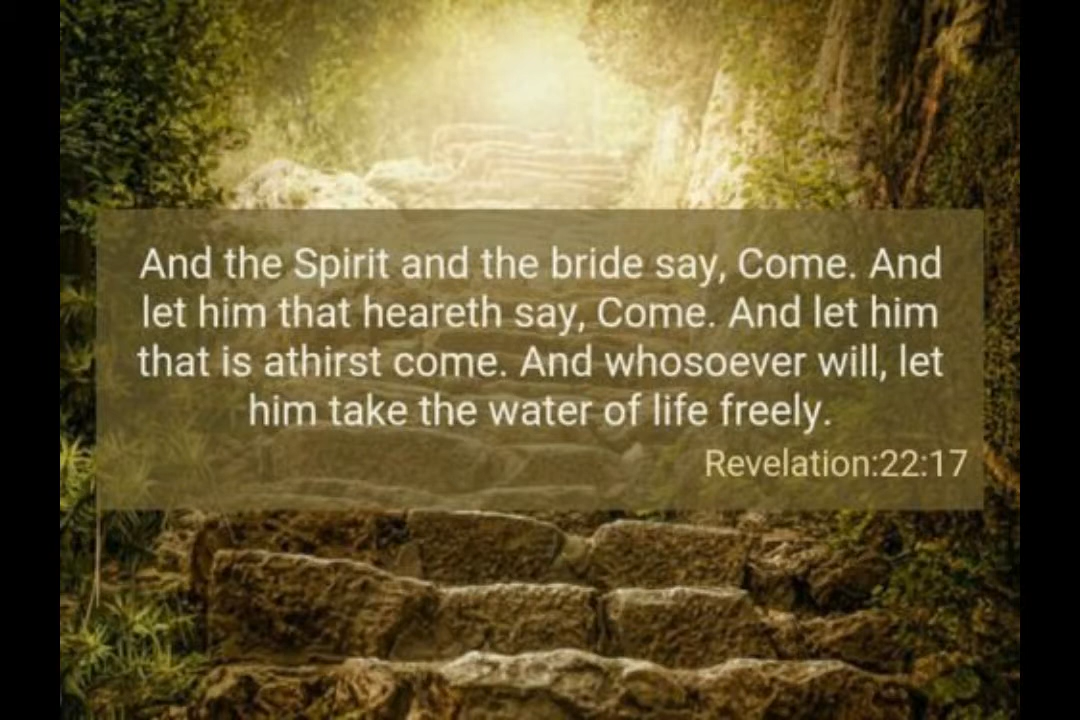 And the Spirit and the bride say, Come. And
let him that heareth say, Come. And let him
that is athirst come. And whosoever will, let
him take the water of life freely.
Revelation:22:17